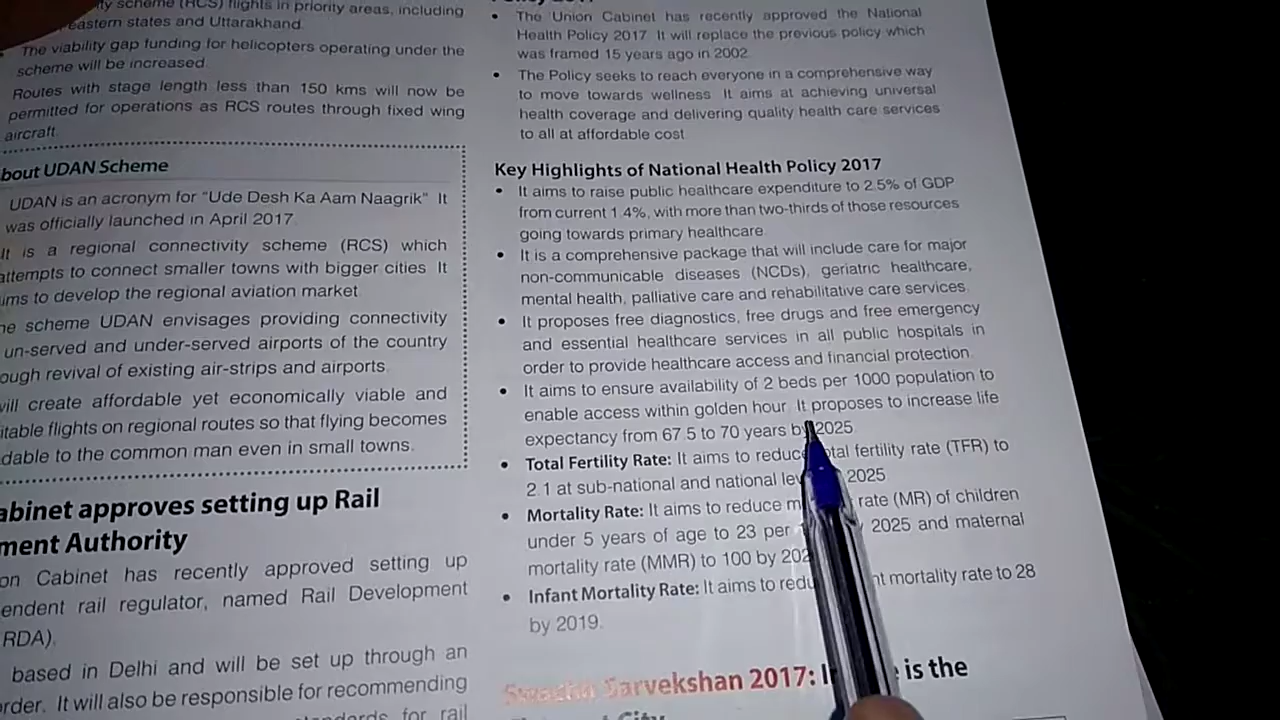 ty scheme (RCS) flights in priority areas, including
eastern states and Uttarakhand.
The viability gap funding for helicopters operating under the
scheme will be increased.
Routes with stage length less than 150 kms will now be
permitted for operations as RCS routes through fixed wing
aircraft.
bout UDAN Scheme
UDAN is an acronym for "Ude Desh Ka Aam Naagrik" It
was officially launched in April 2017.
It is a regional connectivity scheme (RCS) which
attempts to connect smaller towns with bigger cities It
ims to develop the regional aviation market
he scheme UDAN envisages providing connectivity
un-served and under-served airports of the country
ough revival of existing air-strips and airports.
will create affordable yet economically viable and
itable flights on regional routes so that flying becomes
dable to the common man even in small towns.
abinet approves setting up Rail
ment Authority
on Cabinet has recently approved setting up
endent rail regulator, named Rail Development
RDA).
based in Delhi and will be set up through an
order. It will also be responsible for recommending
for rail
• The Union Cabinet has recently approved the National
Health Policy 2017. It will replace the previous policy which
was framed 15 years ago in 2002
• The Policy seeks to reach everyone in a comprehensive way
to move towards wellness It aims at achieving universal
health coverage and delivering quality health care services
to all at affordable cost
Key Highlights of National Health Policy 2017
• It aims to raise public healthcare expenditure to 2.5% of GDP
from current 1.4%, with more than two-thirds of those resources
going towards primary healthcare
• It is a comprehensive package that will include care for major
non-communicable diseases (NCDs), geriatric healthcare,
mental health, palliative care and rehabilitative care services
• It proposes free diagnostics, free drugs and free emergency
and essential healthcare services in all public hospitals in
order to provide healthcare access and financial protection
• It aims to ensure availability of 2 beds per 1000 population to
enable access within golden hour. It proposes to increase life
expectancy from 67.5 to 70 years by 2025
• Total Fertility Rate: It aims to reduce total fertility rate (TFR) to
2.1 at sub-national and national lev 2025
• Mortality Rate: It aims to reduce m rate (MR) of children
under 5 years of age to 23 per 2025 and maternal
mortality rate (MMR) to 100 by 202
• Infant Mortality Rate: It aims to redu nt mortality rate to 28
by 2019.
Sarvekshan 2017: is the
City